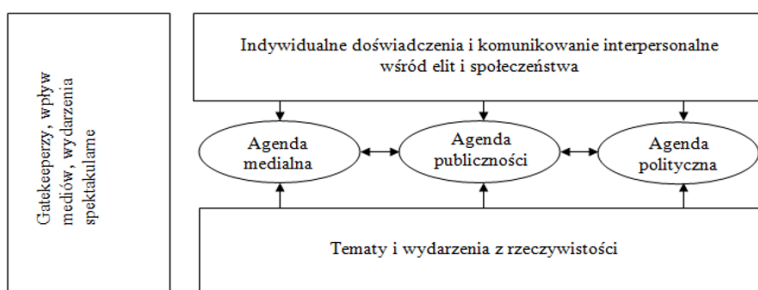 Gatekeeperzy, wpływ
mediów, wydarzenia
spektakularne
Indywidualne doświadczenia i komunikowanie interpersonalne
wśród elit i społeczeństwa
Agenda
medialna
Agenda
publiczności
Agenda
polityczna
Tematy i wydarzenia z rzeczywistości